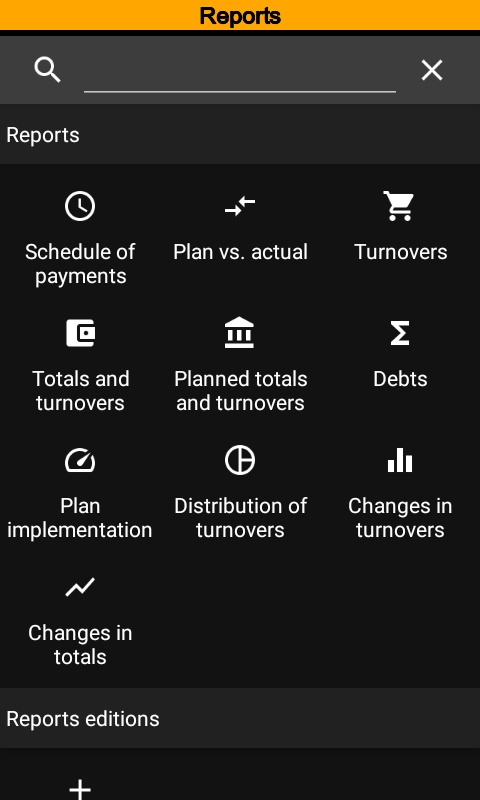 Reports
Reports
Schedule of
payments
Plan vs. actual
Turnovers
Totals and
turnovers
Planned totals
and turnovers
Debts
Plan
implementation
Distribution of
turnovers
Changes in
turnovers
Changes in
totals
Reports editions